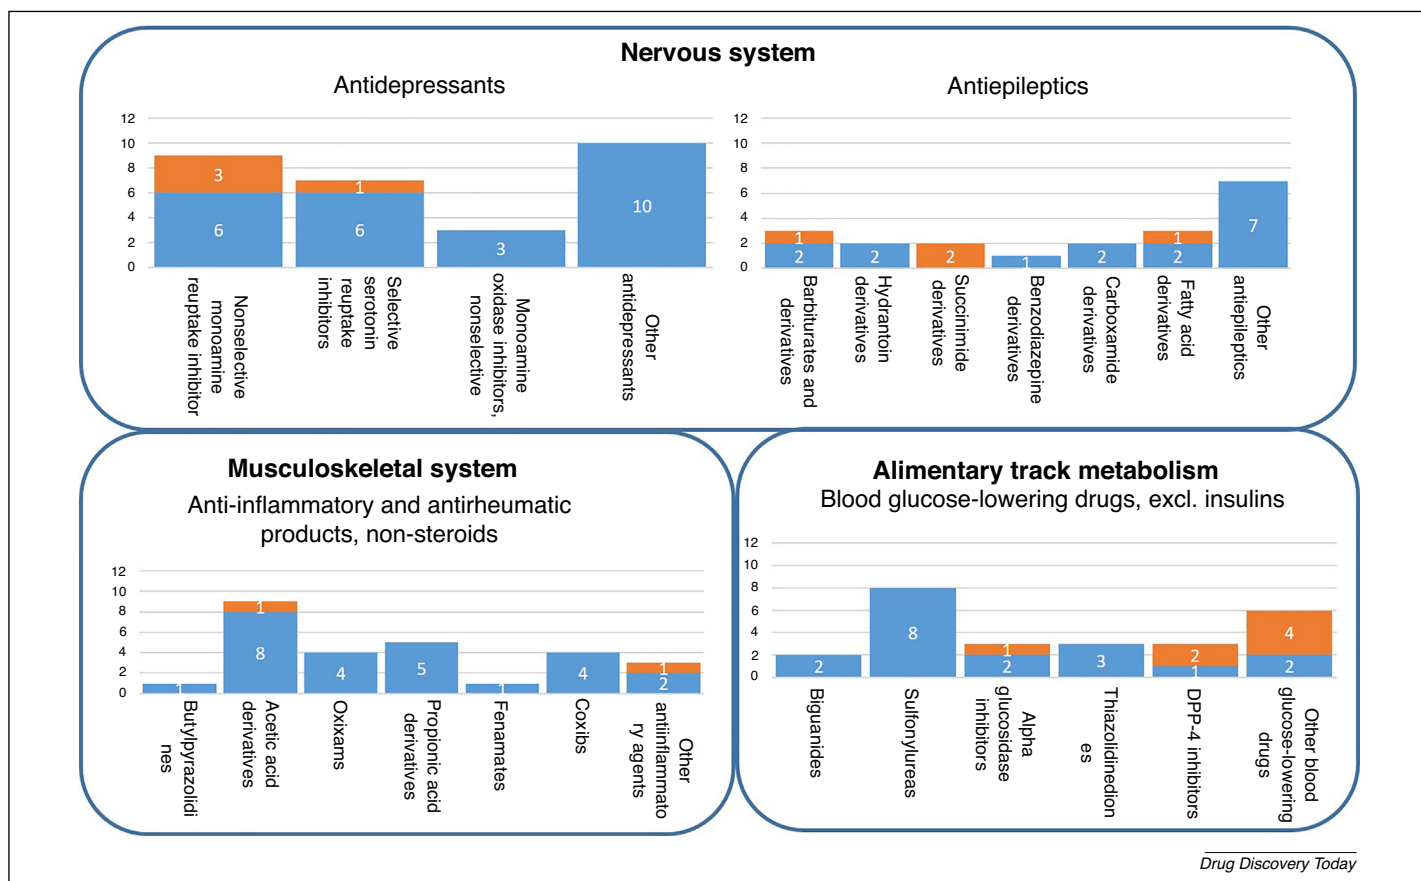 Nervous system
Antidepressants
12
10
8
6
4
2
0
3
6
1
6
3
10
Nonselective
monoamine
reuptake inhibitor
Selective
serotonin
reuptake
inhibitors
Monoamine
oxidase inhibitors,
nonselective
Other
antidepressants
Antiepileptics
12
10
8
6
4
2
0
1
2
2
2
1
2
1
2
7
Barbiturates and
derivatives
Hydrantoin
derivatives
Succinimide
derivatives
Benzodiazepine
derivatives
Carboxamide
derivatives
Fatty acid
derivatives
Other
antiepileptics
Musculoskeletal system
Anti-inflammatory and antirheumatic
products, non-steroids
12
10
8
6
4
2
0
1
1
8
4
5
1
4
1
2
Butylpyrazolidi
nes
Acetic acid
derivatives
Oxixams
Propionic acid
derivatives
Fenamates
Coxibs
Other
antiinflammato
ry agents
Alimentary track metabolism
Blood glucose-lowering drugs, excl. insulins
12
10
8
6
4
2
0
2
8
1
2
3
2
1
4
2
Biguanides
Sulfonylureas
Alpha
glucosidase
inhibitors
Thiazolidinedion
es
DPP-4 inhibitors
Other blood
glucose-lowering
drugs
Drug Discovery Today